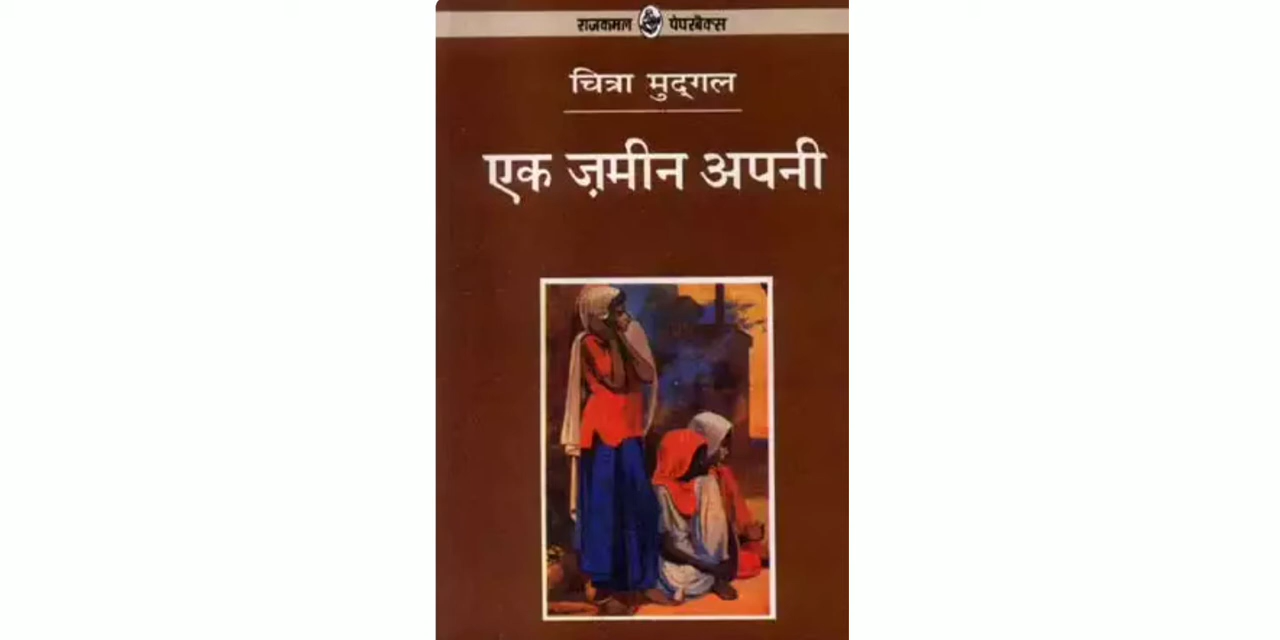 राजकमल पेपरबैक्स
चित्रा मुद्‌गल
एक ज़मीन अपनी